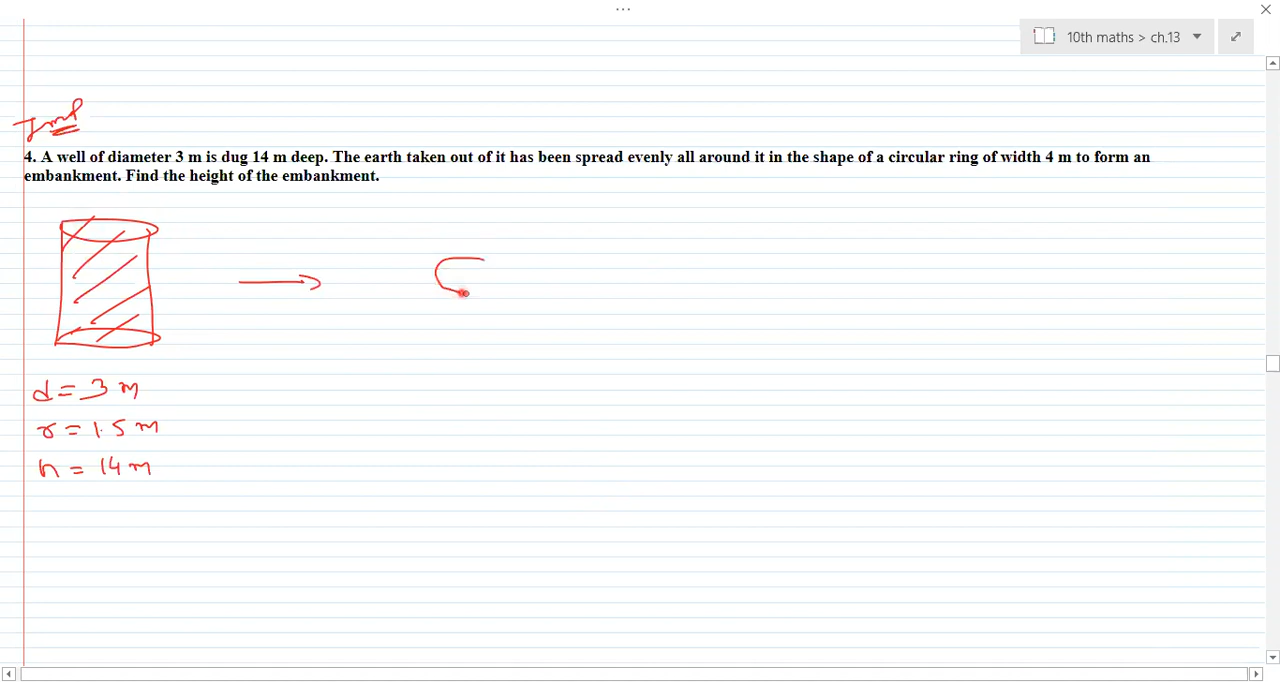 10th maths > ch.13
Imp
4. A well of diameter 3 m is dug 14 m deep. The earth taken out of it has been spread evenly all around it in the shape of a circular ring of width 4 m to form an
embankment. Find the height of the embankment.
d = 3 m
r = 1.5 m
h = 14 m